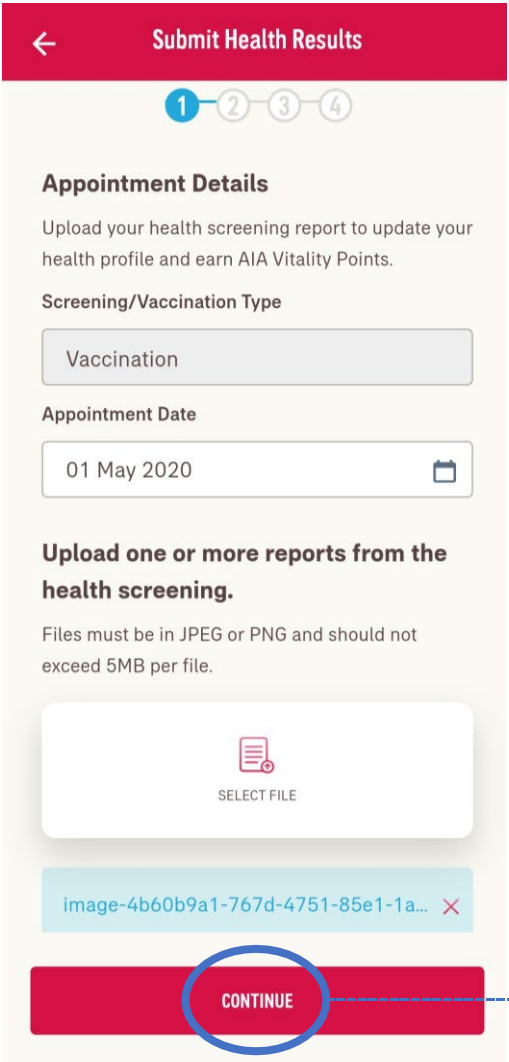 Submit Health Results
1 2 3 4
Appointment Details
Upload your health screening report to update your
health profile and earn AIA Vitality Points.
Screening/Vaccination Type
Vaccination
Appointment Date
01 May 2020
Upload one or more reports from the
health screening.
Files must be in JPEG or PNG and should not
exceed 5MB per file.
SELECT FILE
image-4b60b9a1-767d-4751-85e1-1a...
CONTINUE